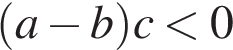 (a − b)c < 0